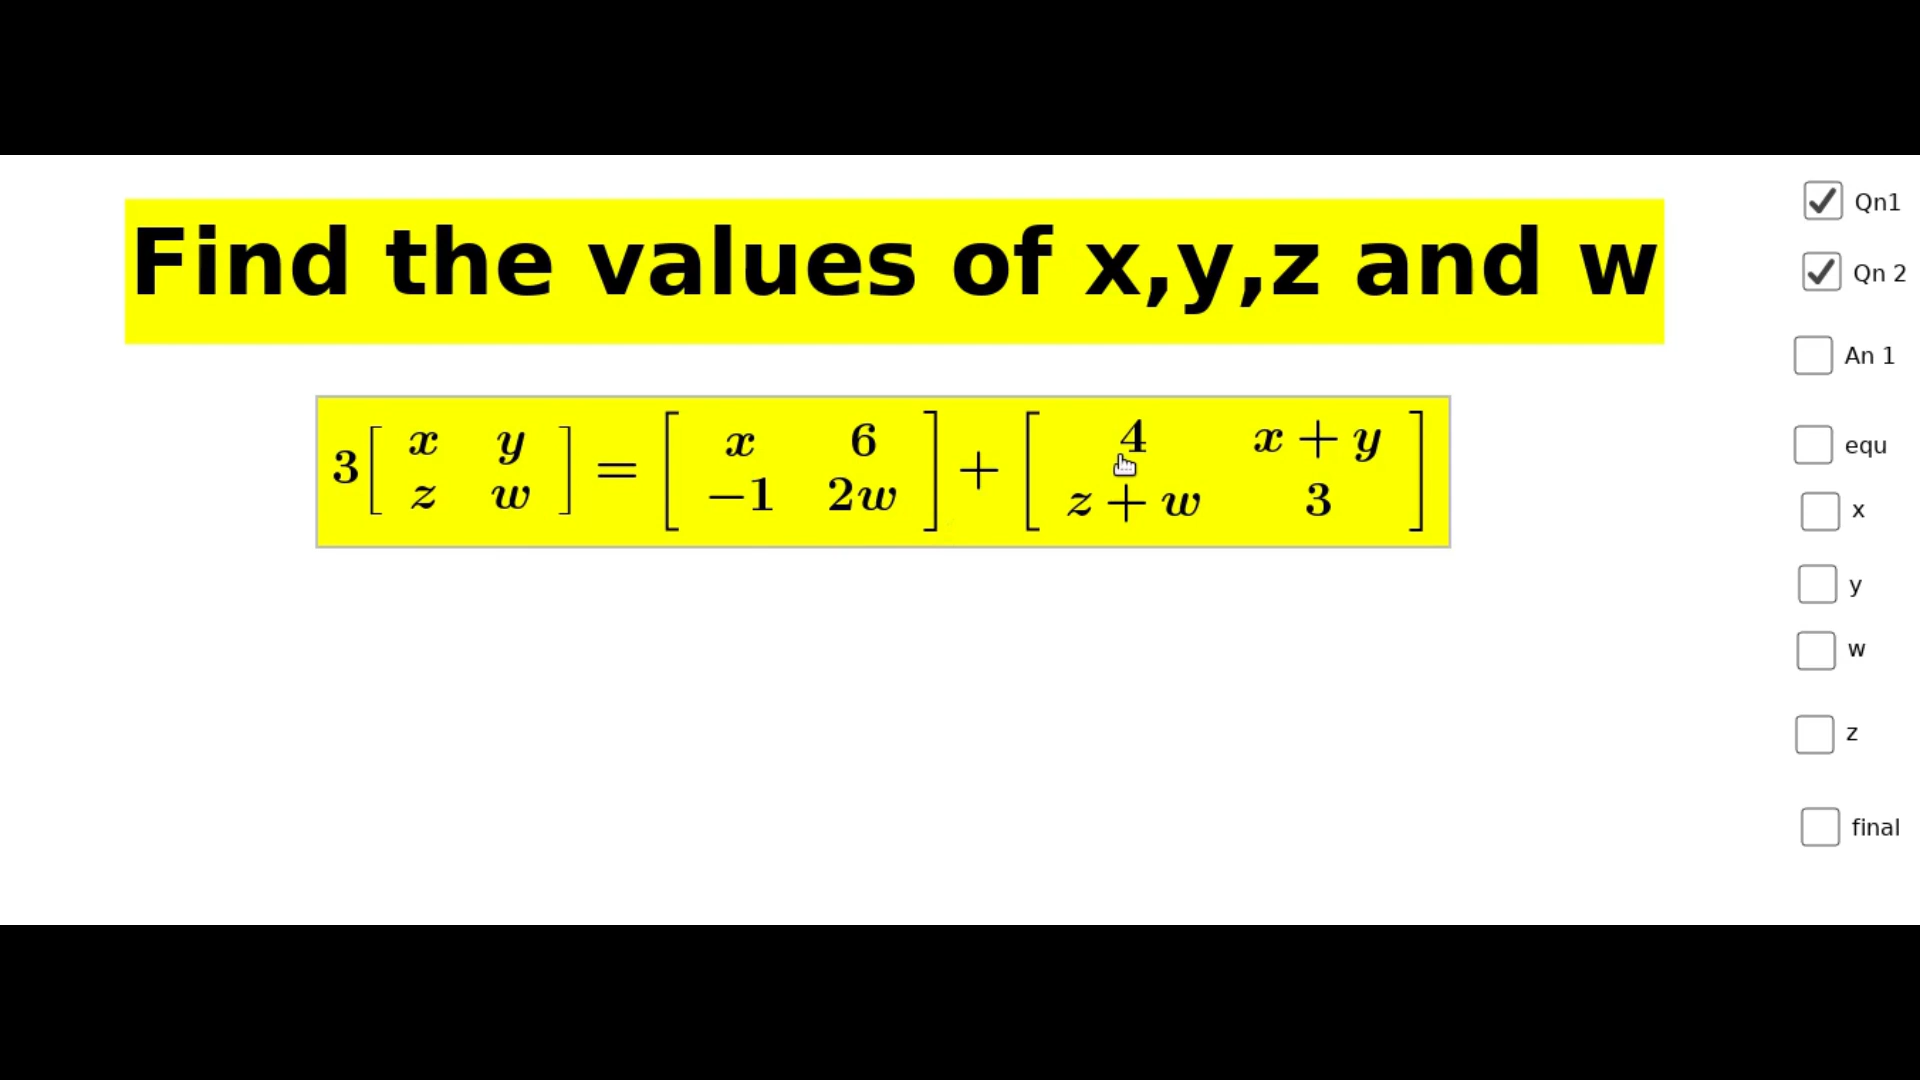 Find the values of x,y,z and w
3[ x y ] = [ x 6 ] + [ 4 x + y ]
[ z w ] [ −1 2w ] [ z + w 3 ]
Qn1
Qn 2
An 1
equ
x
y
w
z
final